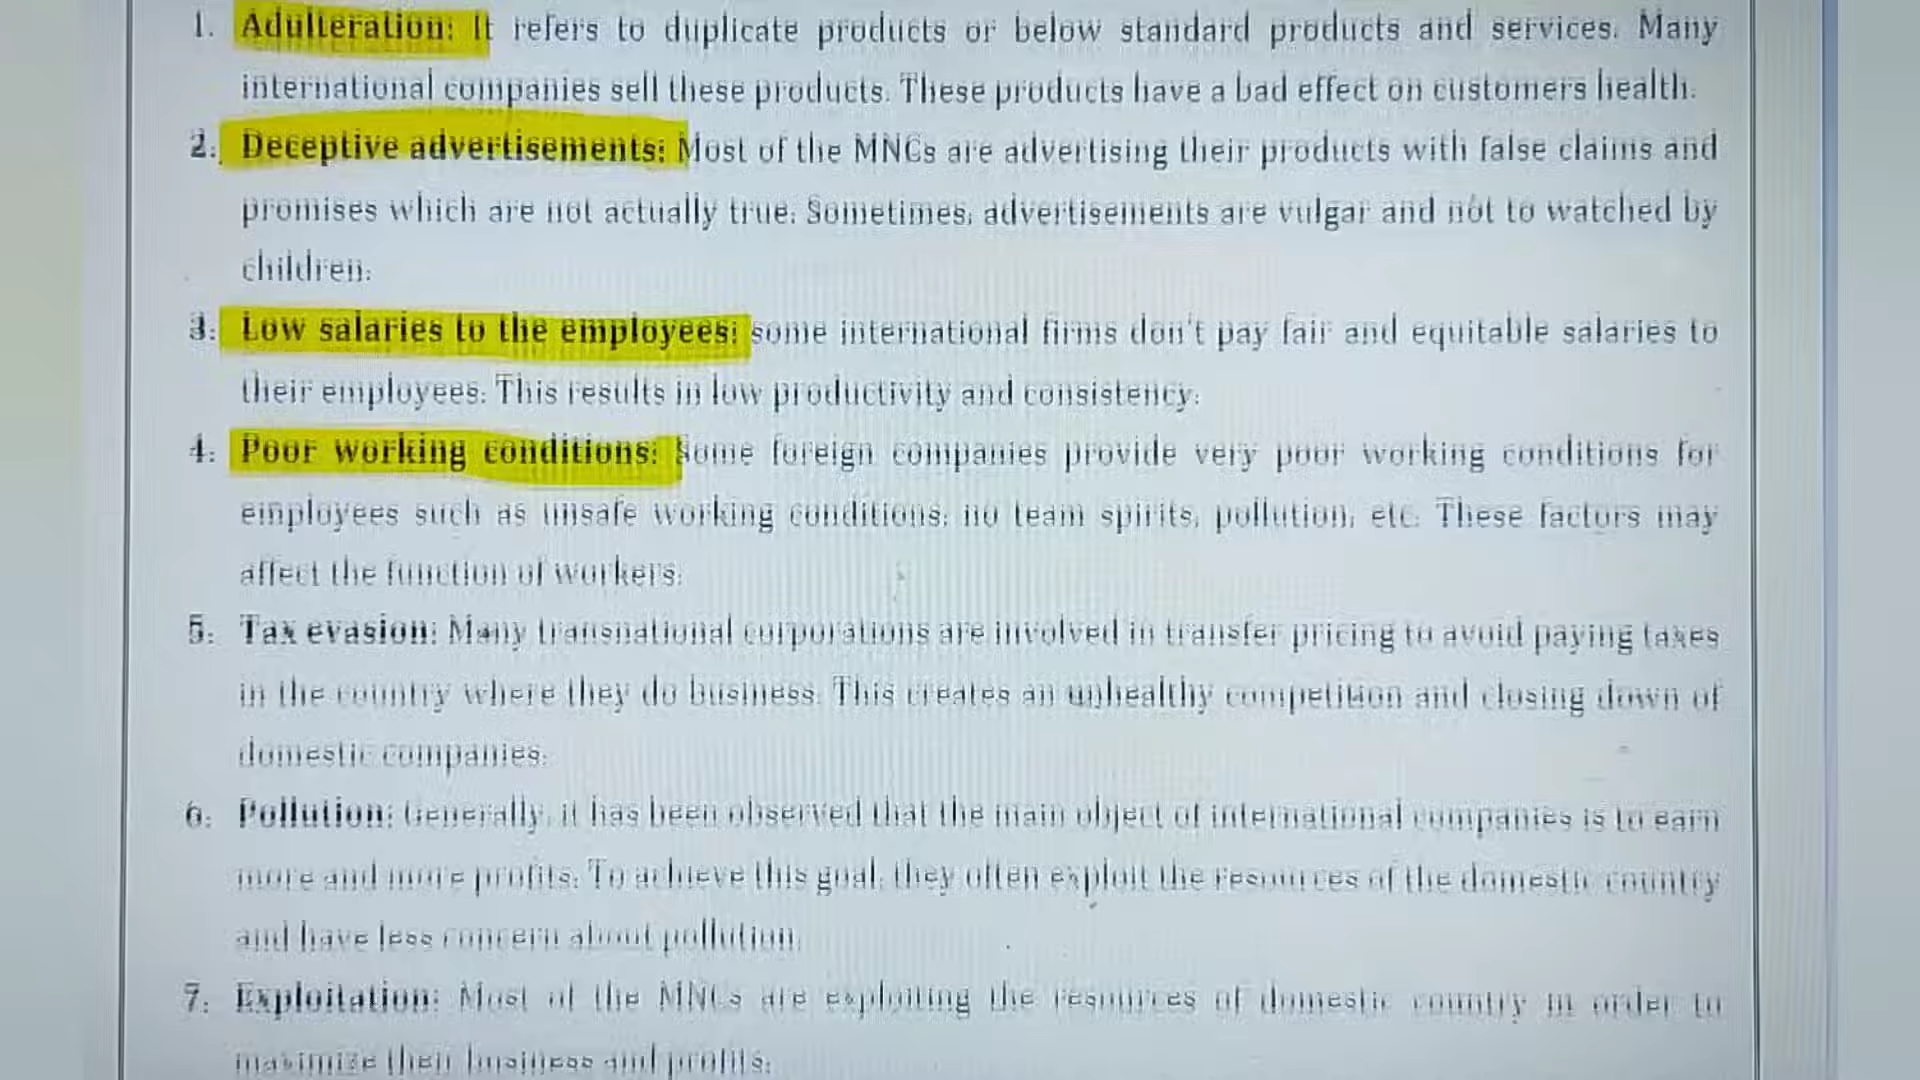 1. Adulteration: It refers to duplicate products or below standard products and services. Many
international companies sell these products. These products have a bad effect on customers health.
2. Deceptive advertisements: Most of the MNCs are advertising their products with false claims and
promises which are not actually true. Sometimes, advertisements are vulgar and not to watched by
children.
3. Low salaries to the employees: some international firms don't pay fair and equitable salaries to
their employees. This results in low productivity and consistency.
4. Poor working conditions: Some foreign companies provide very poor working conditions for
employees such as unsafe working conditions, no team spirits, pollution, etc. These factors may
affect the function of workers.
5. Tax evasion: Many transnational corporations are involved in transfer pricing to avoid paying taxes
in the country where they do business. This creates an unhealthy competition and closing down of
domestic companies.
6. Pollution: Generally, it has been observed that the main object of international companies is to earn
more and more profits. To achieve this goal, they often exploit the resources of the domestic country
and have less concern about pollution.
7. Exploitation: Most of the MNCs are exploiting the resources of domestic country in order to
maximize their business and profits.